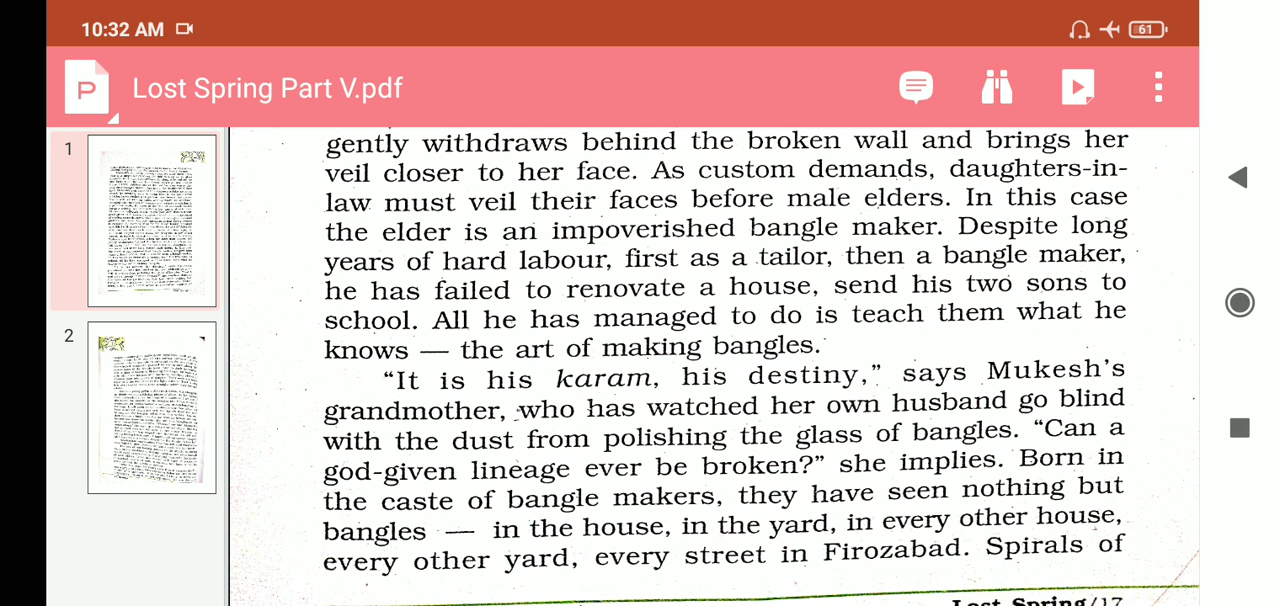 10:32 AM
61
P
Lost Spring Part V.pdf
1
2
gently withdraws behind the broken wall and brings her
veil closer to her face. As custom demands, daughters-in-
law must veil their faces before male elders. In this case
the elder is an impoverished bangle maker. Despite long
years of hard labour, first as a tailor, then a bangle maker,
he has failed to renovate a house, send his two sons to
school. All he has managed to do is teach them what he
knows — the art of making bangles.
“It is his karam, his destiny,” says Mukesh’s
grandmother, who has watched her own husband go blind
with the dust from polishing the glass of bangles. “Can a
god-given lineage ever be broken?” she implies. Born in
the caste of bangle makers, they have seen nothing but
bangles — in the house, in the yard, in every other house,
every other yard, every street in Firozabad. Spirals of
Lost Spring/17